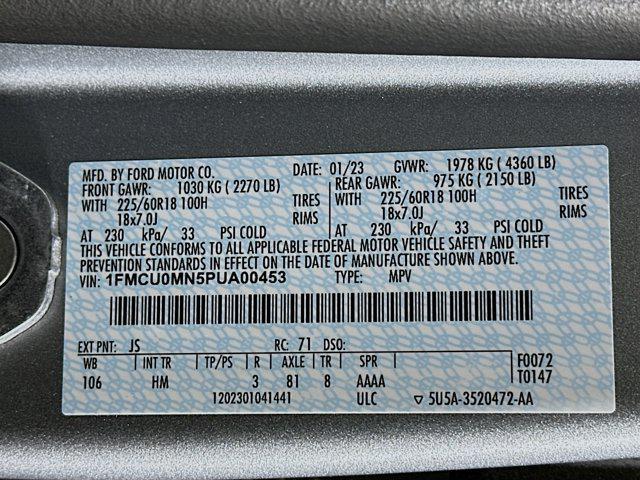 MFD. BY FORD MOTOR CO. DATE: 01/23 GVWR: 1978 KG ( 4360 LB)
FRONT GAWR: 1030 KG ( 2270 LB) REAR GAWR: 975 KG ( 2150 LB)
WITH 225/60R18 100H TIRES WITH 225/60R18 100H TIRES
18x7.0J RIMS 18x7.0J RIMS
AT 230 kPa/ 33 PSI COLD AT 230 kPa/ 33 PSI COLD
THIS VEHICLE CONFORMS TO ALL APPLICABLE FEDERAL MOTOR VEHICLE SAFETY AND THEFT
PREVENTION STANDARDS IN EFFECT ON THE DATE OF MANUFACTURE SHOWN ABOVE.
VIN: 1FMCU0MN5PUA00453 TYPE: MPV
EXT PNT: JS RC: 71 DSO:
WB INT TR TP/PS R AXLE TR SPR F0072
106 HM 3 81 8 AAAA T0147
1202301041441 ULC ▽ 5U5A-3520472-AA